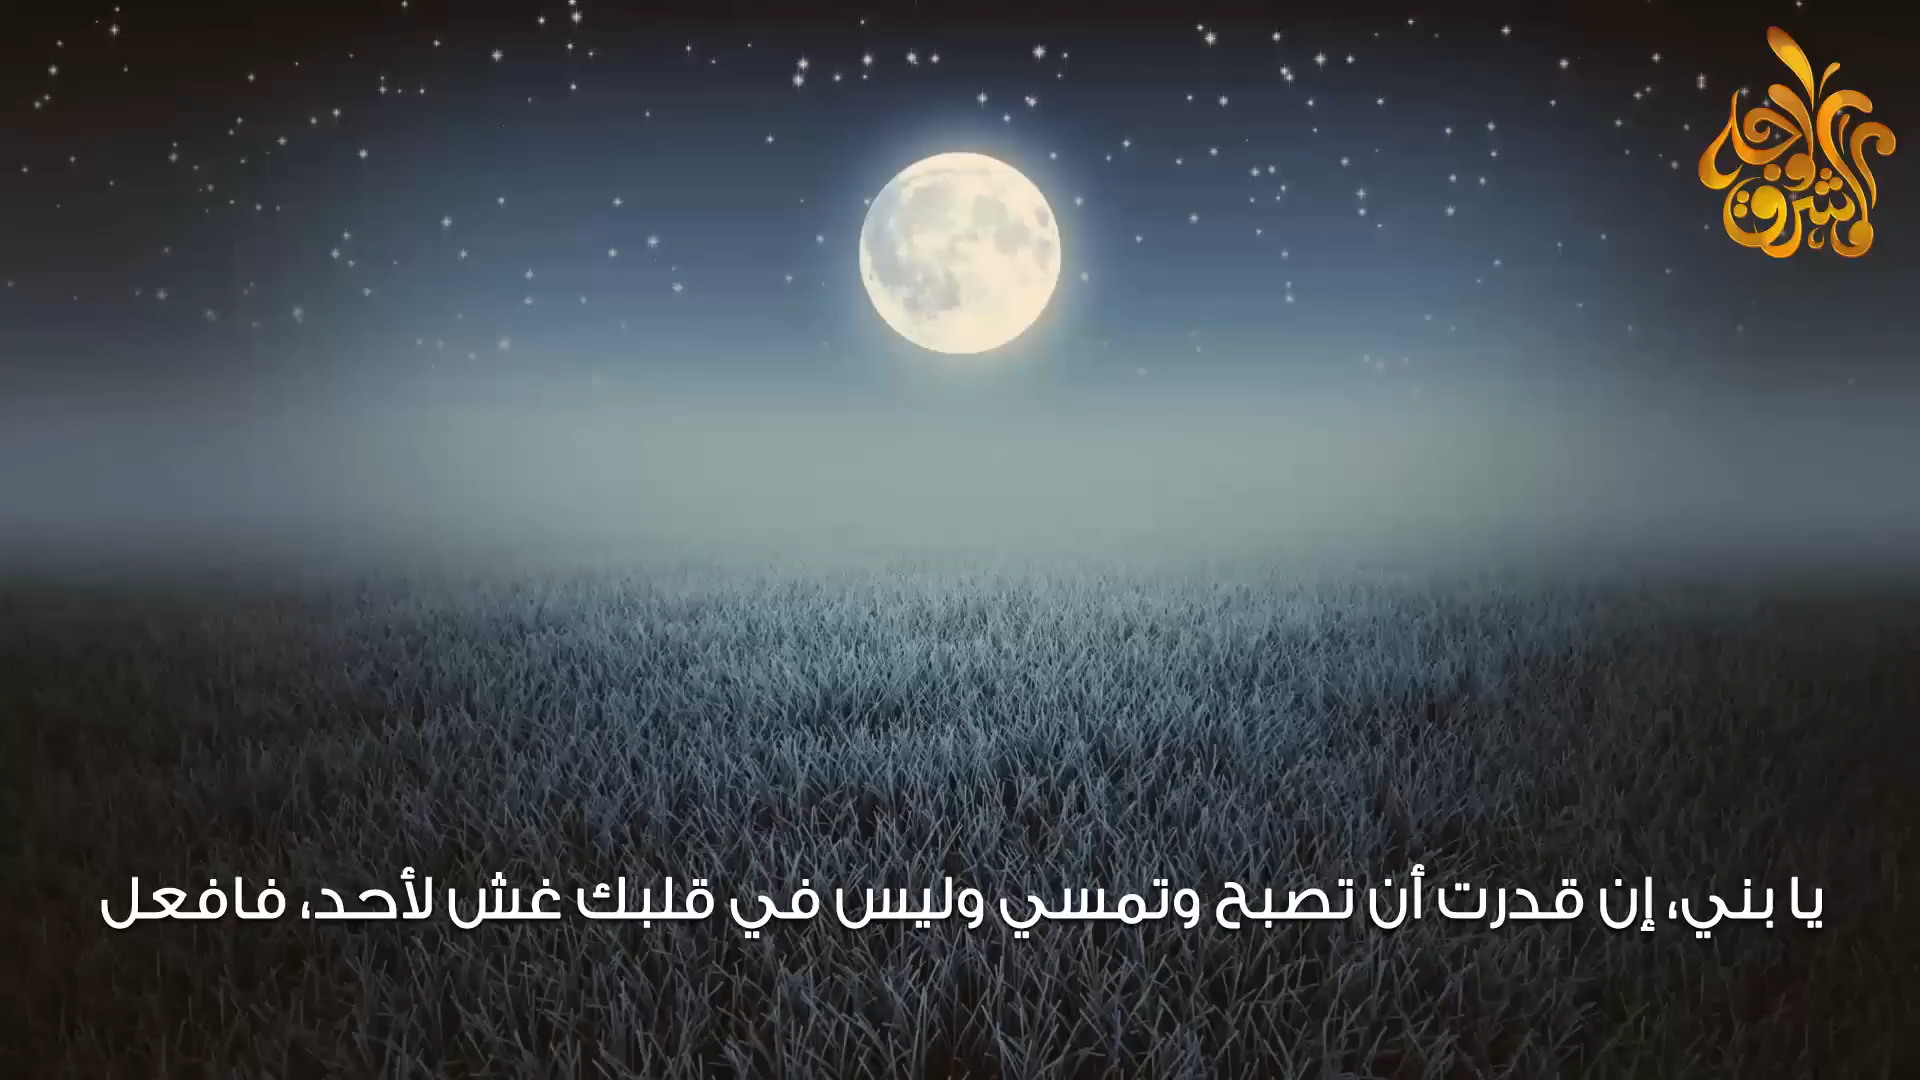 يا بني، إن قدرت أن تصبح وتمسي وليس في قلبك غش لأحد، فافعل